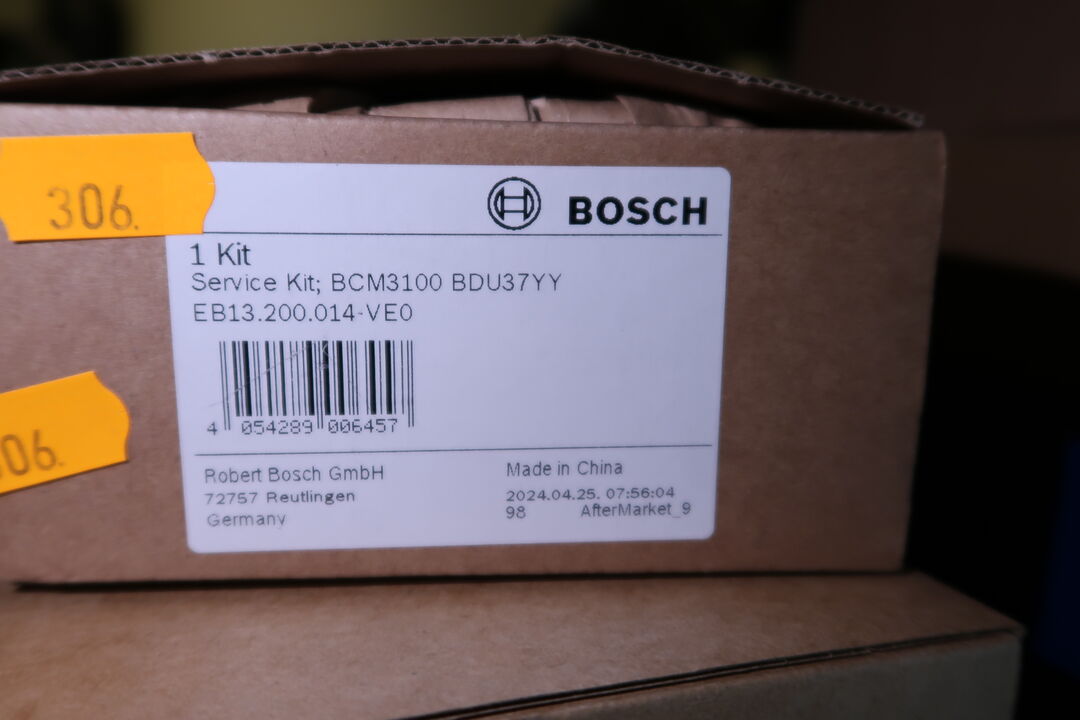 306.
BOSCH
1 Kit
Service Kit; BCM3100 BDU37YY
EB13.200.014-VE0
4 054289 006457
Robert Bosch GmbH
72757 Reutlingen
Germany
Made in China
2024.04.25. 07:56:04
98 AfterMarket_9
06.